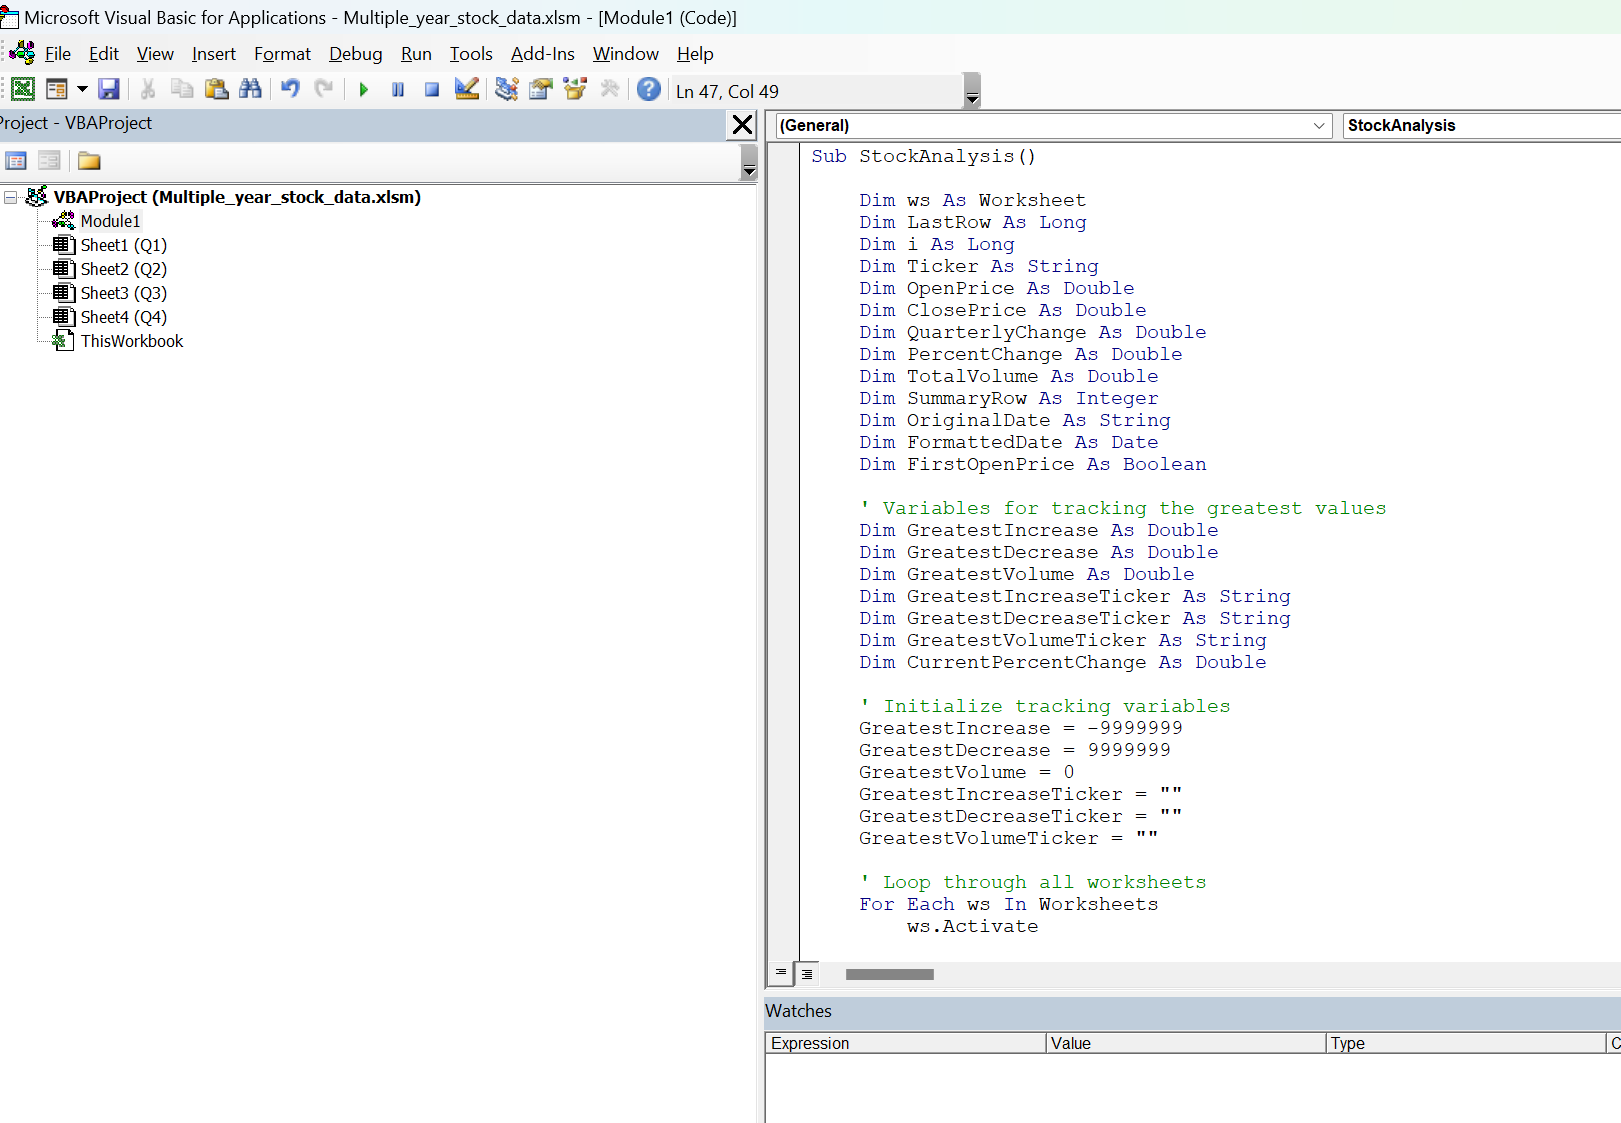 Microsoft Visual Basic for Applications - Multiple_year_stock_data.xlsm - [Module1 (Code)]
File Edit View Insert Format Debug Run Tools Add-Ins Window Help
Ln 47, Col 49
Project - VBAProject
VBAProject (Multiple_year_stock_data.xlsm)
Module1
Sheet1 (Q1)
Sheet2 (Q2)
Sheet3 (Q3)
Sheet4 (Q4)
ThisWorkbook
(General) StockAnalysis
Sub StockAnalysis()
Dim ws As Worksheet
Dim LastRow As Long
Dim i As Long
Dim Ticker As String
Dim OpenPrice As Double
Dim ClosePrice As Double
Dim QuarterlyChange As Double
Dim PercentChange As Double
Dim TotalVolume As Double
Dim SummaryRow As Integer
Dim OriginalDate As String
Dim FormattedDate As Date
Dim FirstOpenPrice As Boolean
' Variables for tracking the greatest values
Dim GreatestIncrease As Double
Dim GreatestDecrease As Double
Dim GreatestVolume As Double
Dim GreatestIncreaseTicker As String
Dim GreatestDecreaseTicker As String
Dim GreatestVolumeTicker As String
Dim CurrentPercentChange As Double
' Initialize tracking variables
GreatestIncrease = -9999999
GreatestDecrease = 9999999
GreatestVolume = 0
GreatestIncreaseTicker = ""
GreatestDecreaseTicker = ""
GreatestVolumeTicker = ""
' Loop through all worksheets
For Each ws In Worksheets
ws.Activate
Watches
Expression Value Type C